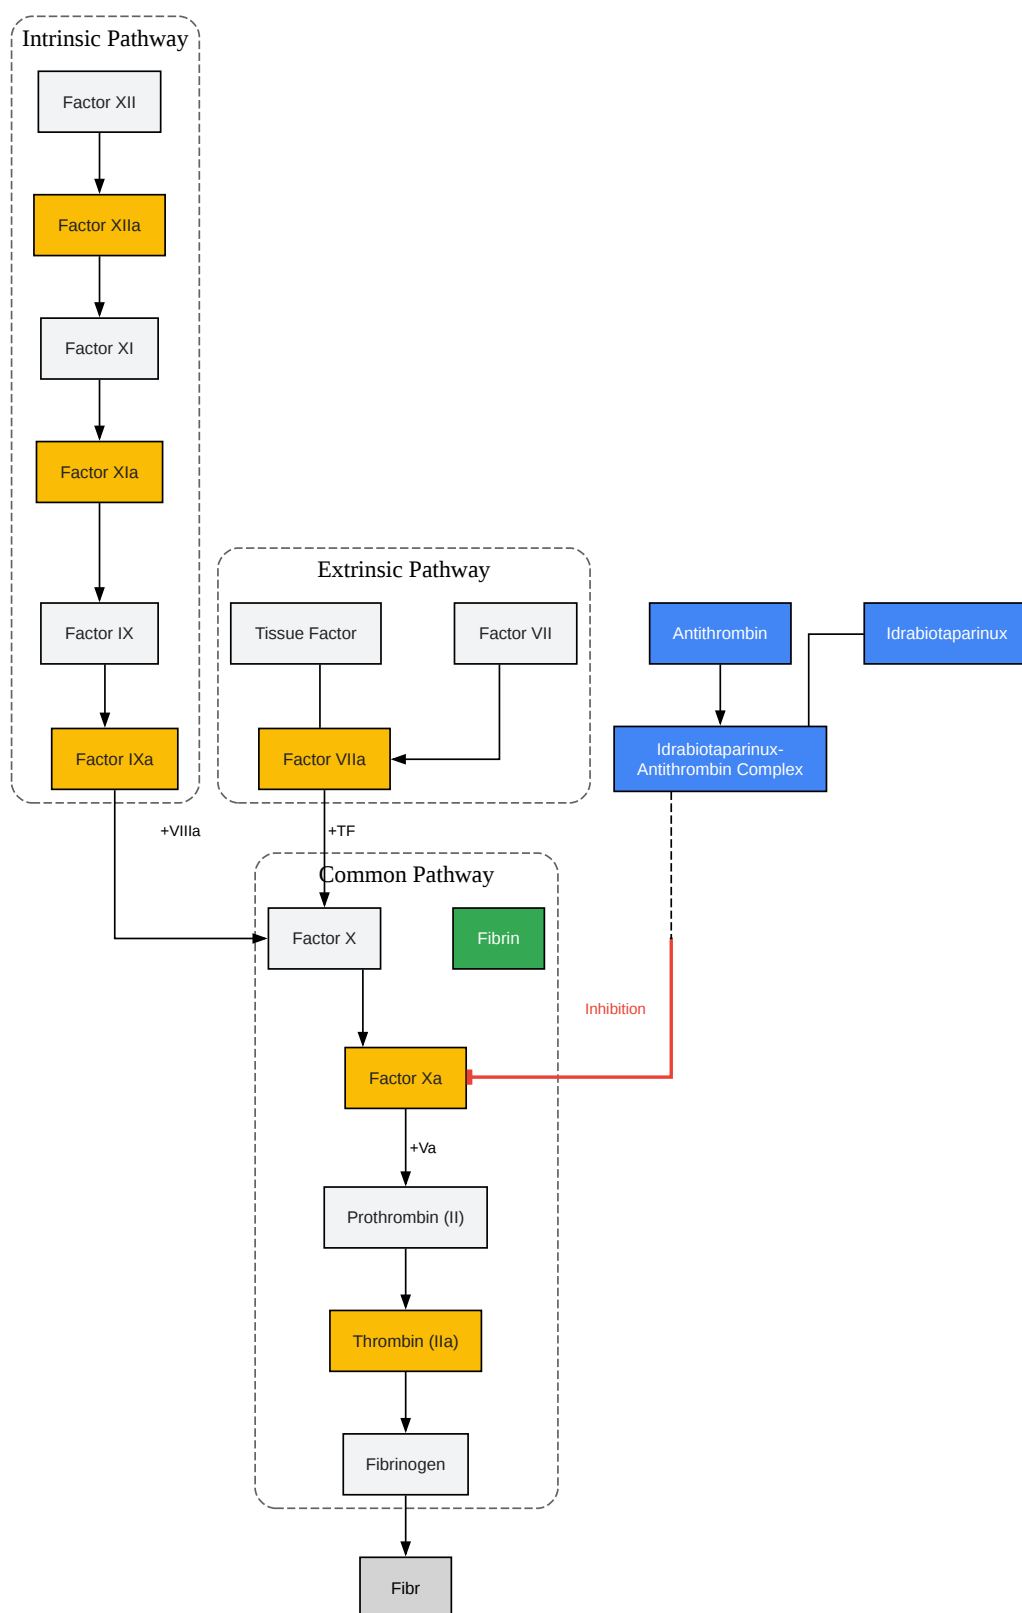 Intrinsic Pathway
Factor XII
Factor XIIa
Factor XI
Factor XIa
Extrinsic Pathway
Factor IX
Tissue Factor
Factor VII
Antithrombin
Idrabiotaparinux
Factor IXa
Factor VIIa
Idrabiotaparinux-
Antithrombin Complex
+VIIIa
+TF
Common Pathway
Factor X
Fibrin
Inhibition
Factor Xa
+Va
Prothrombin (II)
Thrombin (IIa)
Fibrinogen
Fibr